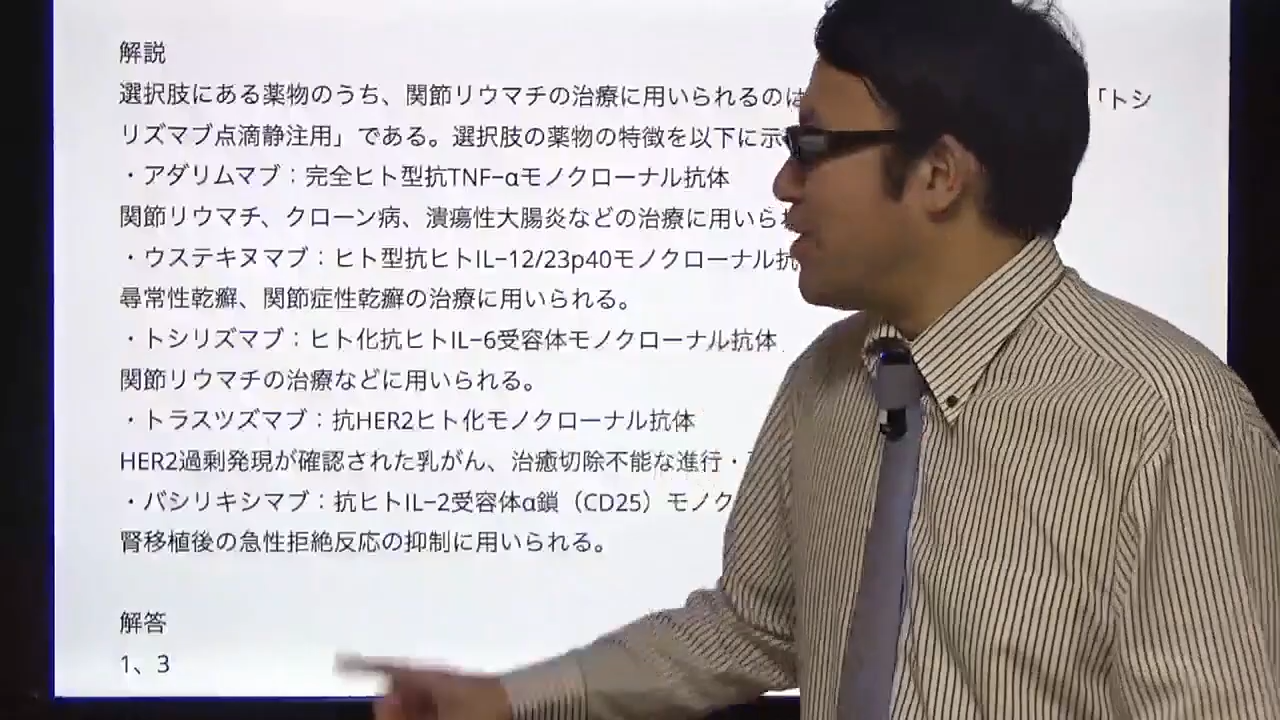 解説
選択肢にある薬物のうち、関節リウマチの治療に用いられるのは 「トシ
リズマブ点滴静注用」である。選択肢の薬物の特徴を以下に示
・アダリムマブ：完全ヒト型抗TNF−αモノクローナル抗体
関節リウマチ、クローン病、潰瘍性大腸炎などの治療に用いら
・ウステキヌマブ：ヒト型抗ヒトIL−12/23p40モノクローナル抗
尋常性乾癬、関節症性乾癬の治療に用いられる。
・トシリズマブ：ヒト化抗ヒトIL−6受容体モノクローナル抗体
関節リウマチの治療などに用いられる。
・トラスツズマブ：抗HER2ヒト化モノクローナル抗体
HER2過剰発現が確認された乳がん、治癒切除不能な進行・
・バシリキシマブ：抗ヒトIL−2受容体α鎖（CD25）モノク
腎移植後の急性拒絶反応の抑制に用いられる。
解答
1、3